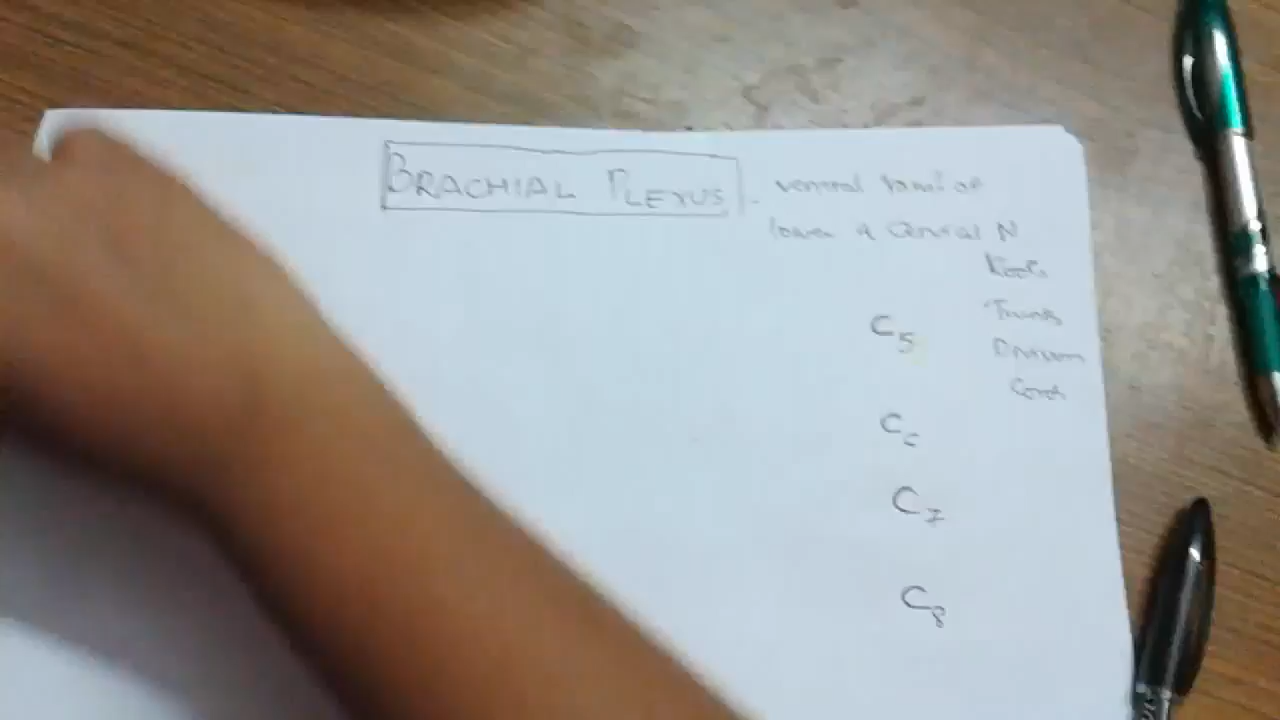 BRACHIAL PLEXUS
- ventral rami of
lower 4 Cervical N
Roots
Trunks
Division
Cords
C5
C6
C7
C8